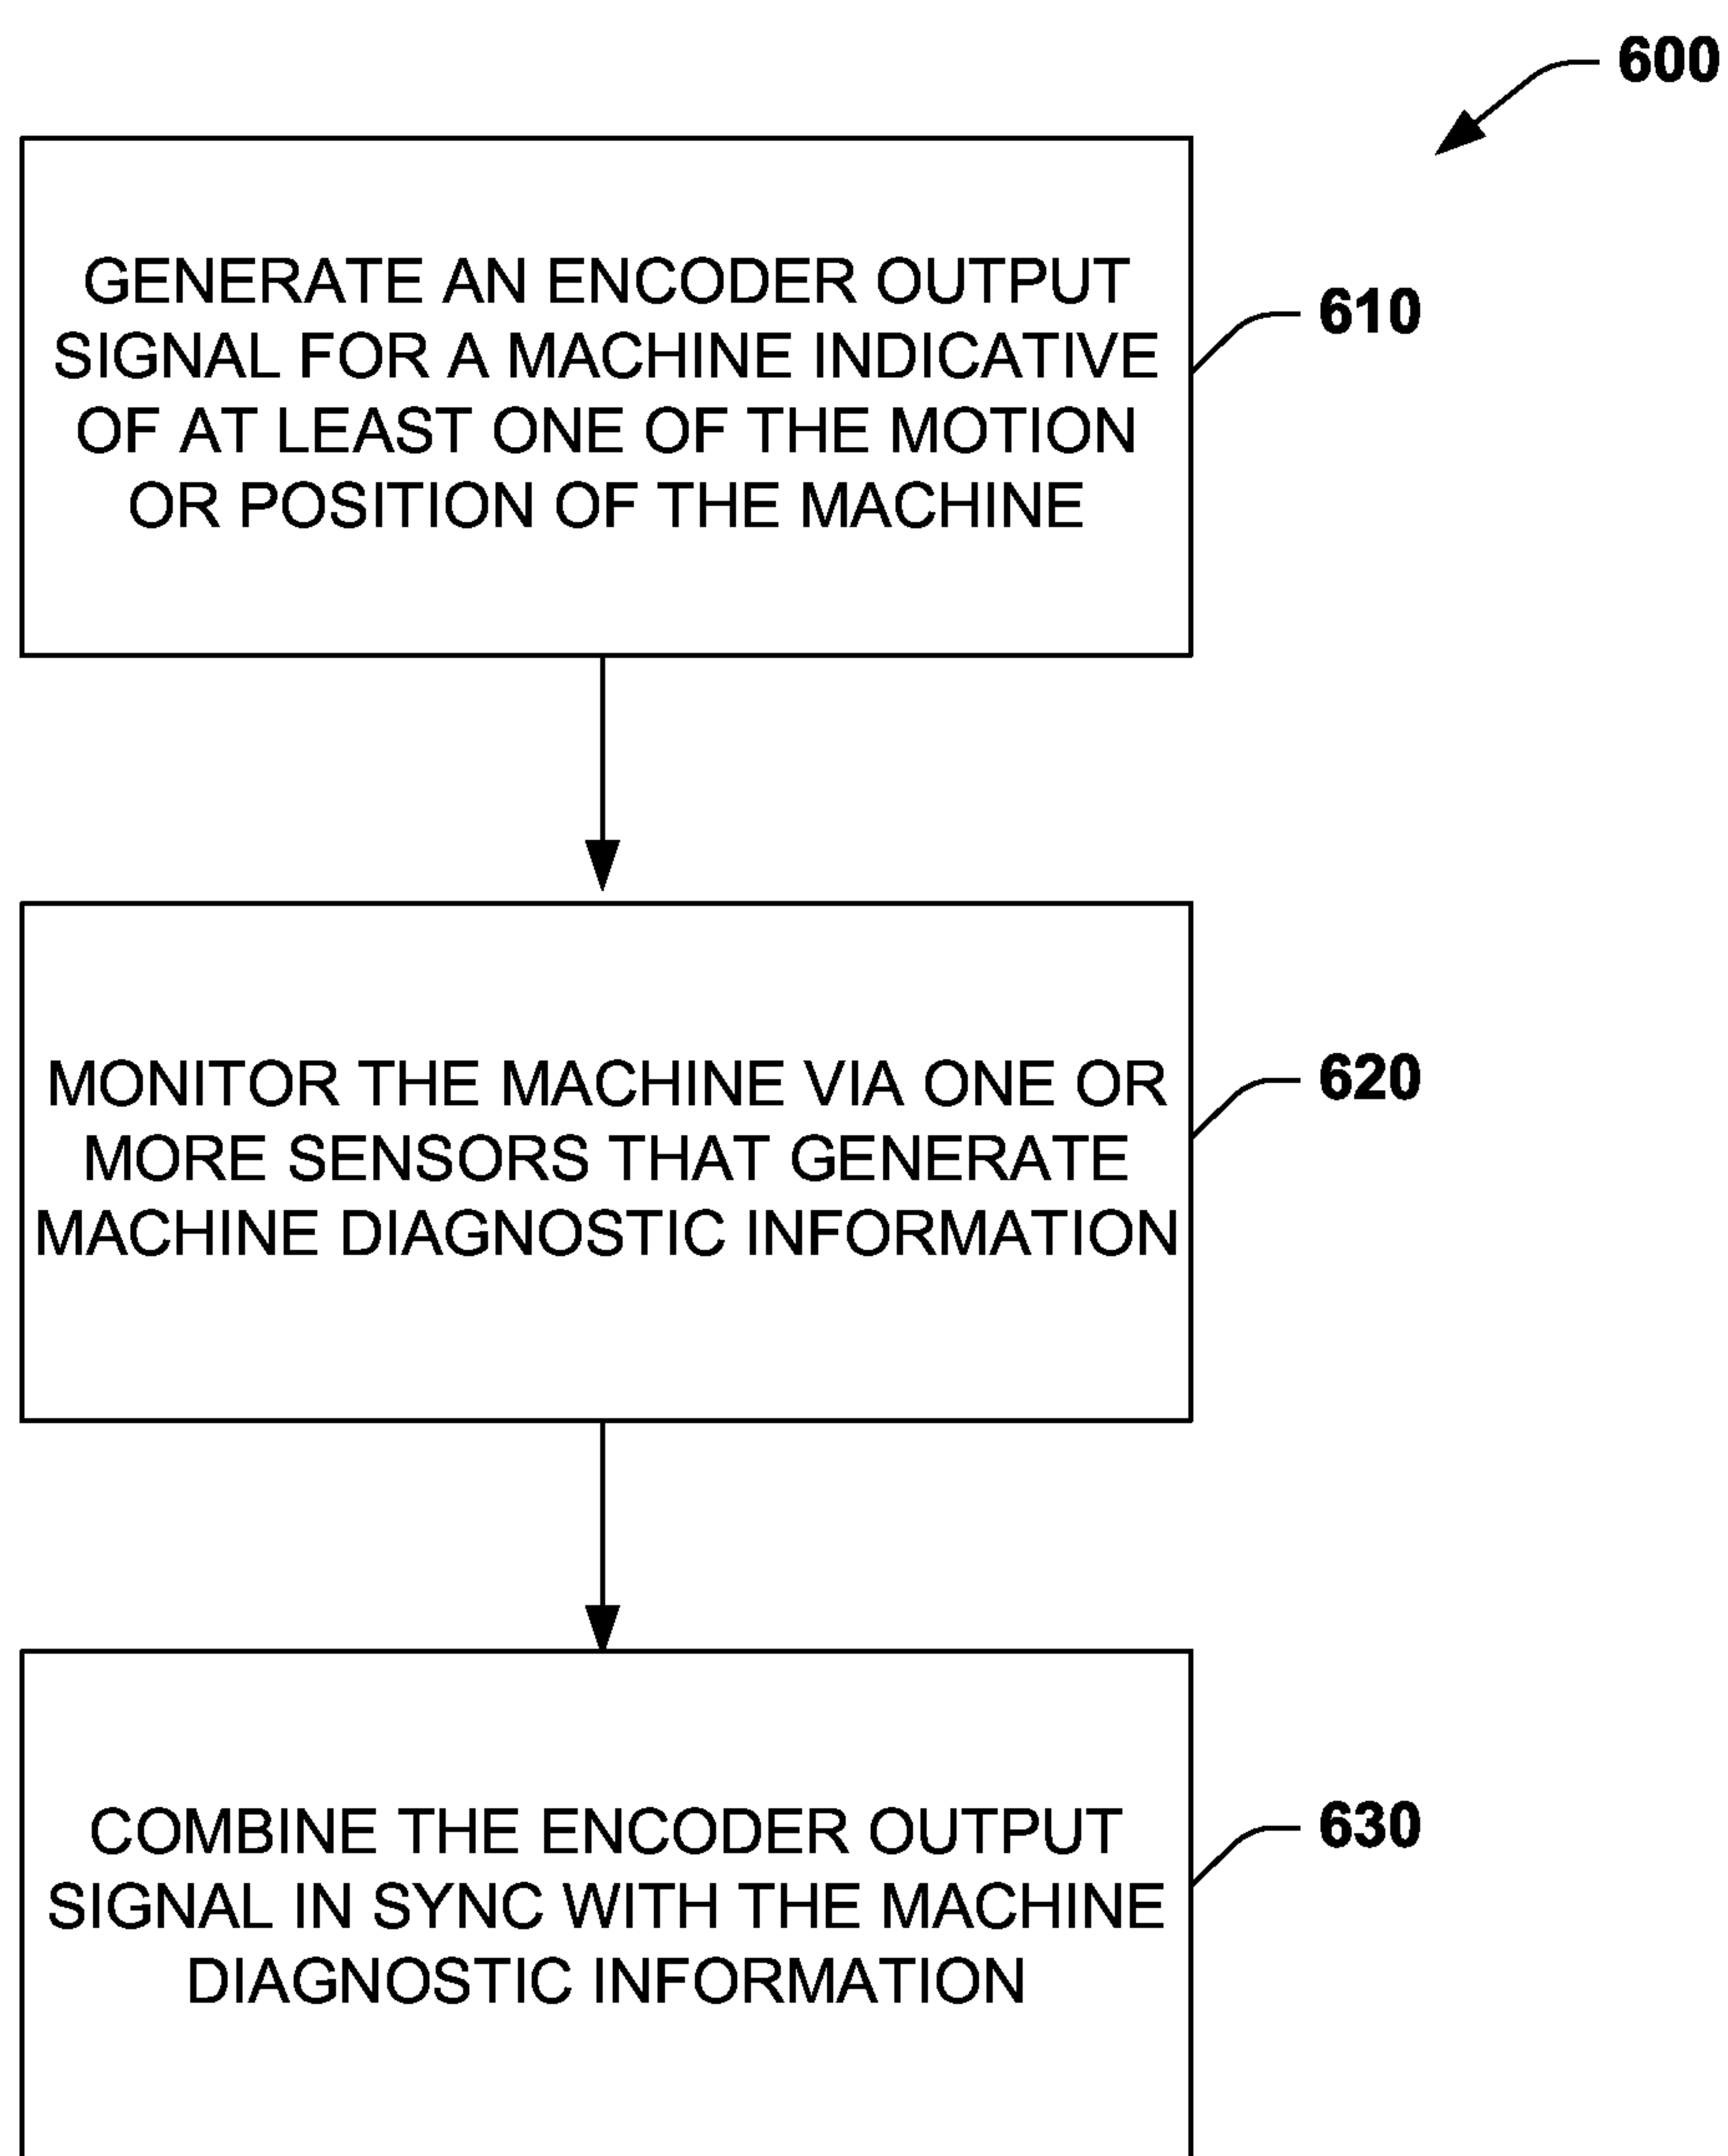 600
GENERATE AN ENCODER OUTPUT
SIGNAL FOR A MACHINE INDICATIVE
OF AT LEAST ONE OF THE MOTION
OR POSITION OF THE MACHINE
610
MONITOR THE MACHINE VIA ONE OR
MORE SENSORS THAT GENERATE
MACHINE DIAGNOSTIC INFORMATION
620
COMBINE THE ENCODER OUTPUT
SIGNAL IN SYNC WITH THE MACHINE
DIAGNOSTIC INFORMATION
630